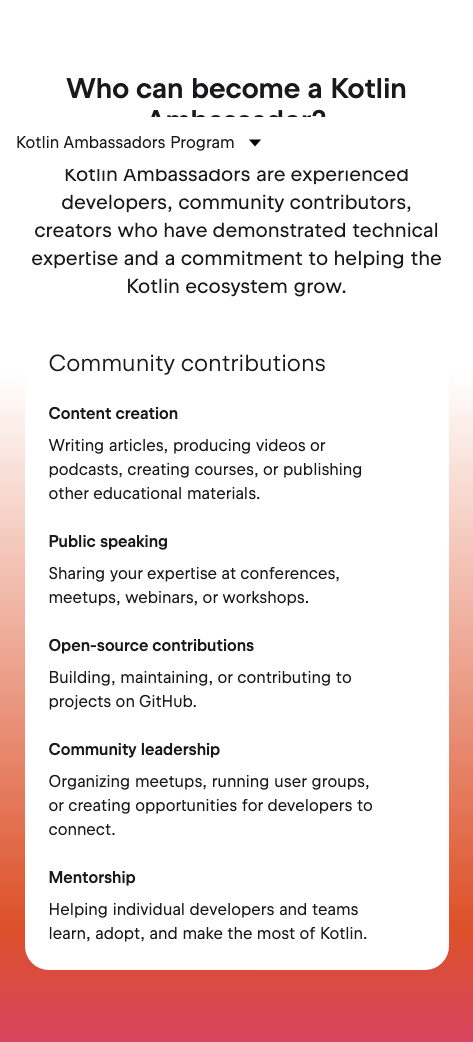 Who can become a Kotlin
Ambassador?
Kotlin Ambassadors Program
Kotlin Ambassadors are experienced
developers, community contributors,
creators who have demonstrated technical
expertise and a commitment to helping the
Kotlin ecosystem grow.
Community contributions
Content creation
Writing articles, producing videos or
podcasts, creating courses, or publishing
other educational materials.
Public speaking
Sharing your expertise at conferences,
meetups, webinars, or workshops.
Open-source contributions
Building, maintaining, or contributing to
projects on GitHub.
Community leadership
Organizing meetups, running user groups,
or creating opportunities for developers to
connect.
Mentorship
Helping individual developers and teams
learn, adopt, and make the most of Kotlin.